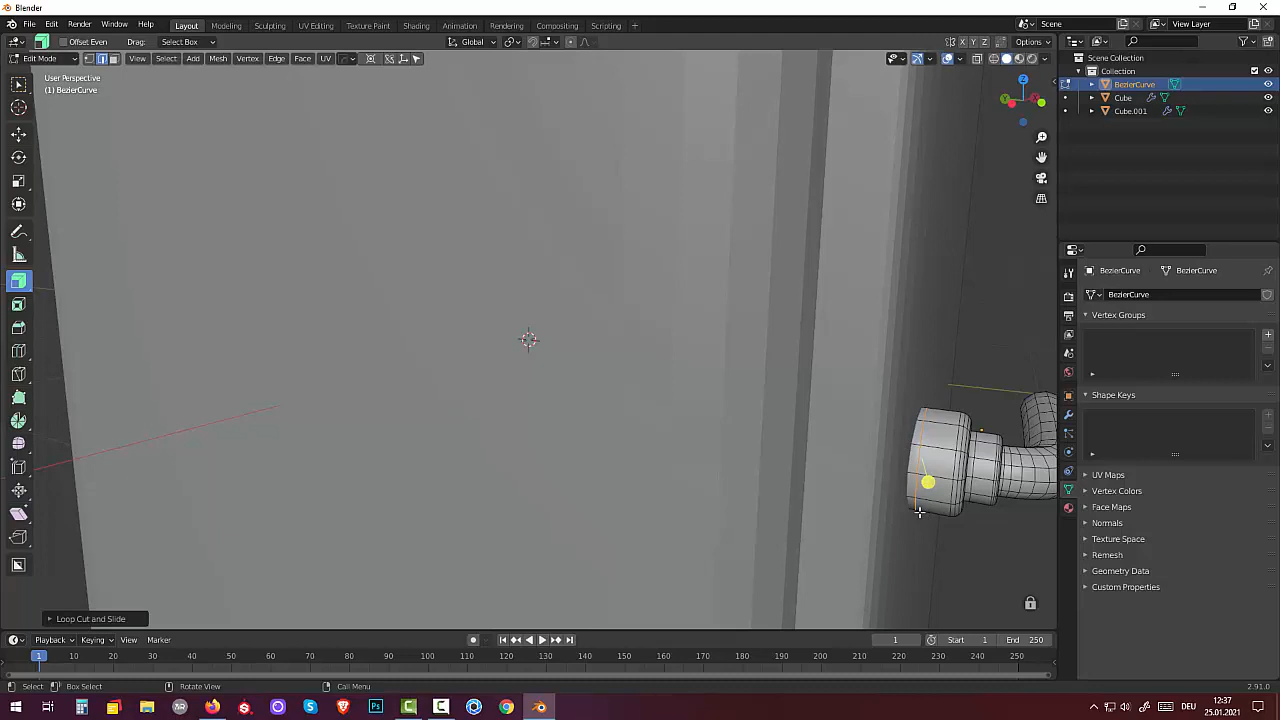 Blender
File Edit Render Window Help Layout Modeling Sculpting UV Editing Texture Paint Shading Animation Rendering Compositing Scripting + Scene View Layer
Offset Even Drag: Select Box Global X Y Z Options
Edit Mode View Select Add Mesh Vertex Edge Face UV
Scene Collection
Collection
BezierCurve
Cube
Cube.001
User Perspective
(1) BezierCurve
BezierCurve BezierCurve
BezierCurve
Vertex Groups
Shape Keys
UV Maps
Vertex Colors
Face Maps
Normals
Texture Space
Remesh
Geometry Data
Custom Properties
Loop Cut and Slide
Playback Keying View Marker 1 Start 1 End 250
1 10 20 30 40 50 60 70 80 90 100 110 120 130 140 150 160 170 180 190 200 210 220 230 240 250
Select Box Select Rotate View Call Menu 2.91.0
DEU 12:37
25.01.2021